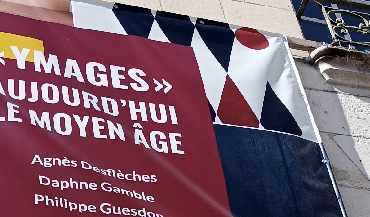 «YMAGES»
AUJOURD'HUI
LE MOYEN ÂGE
Agnès Desflèches
Daphne Gamble
Philippe Guesdon